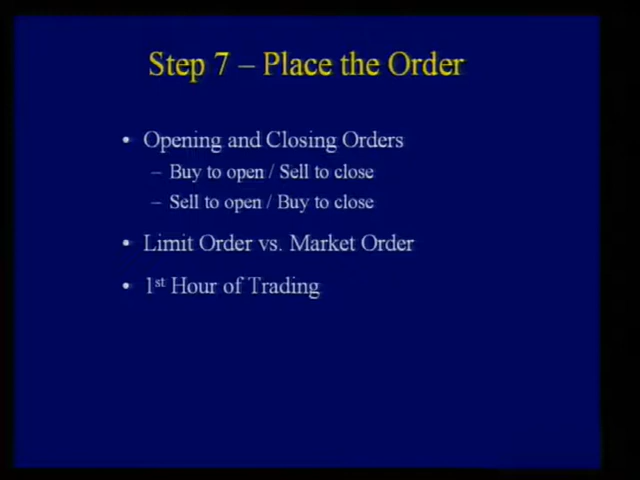 Step 7 – Place the Order
• Opening and Closing Orders
– Buy to open / Sell to close
– Sell to open / Buy to close
• Limit Order vs. Market Order
• 1st Hour of Trading